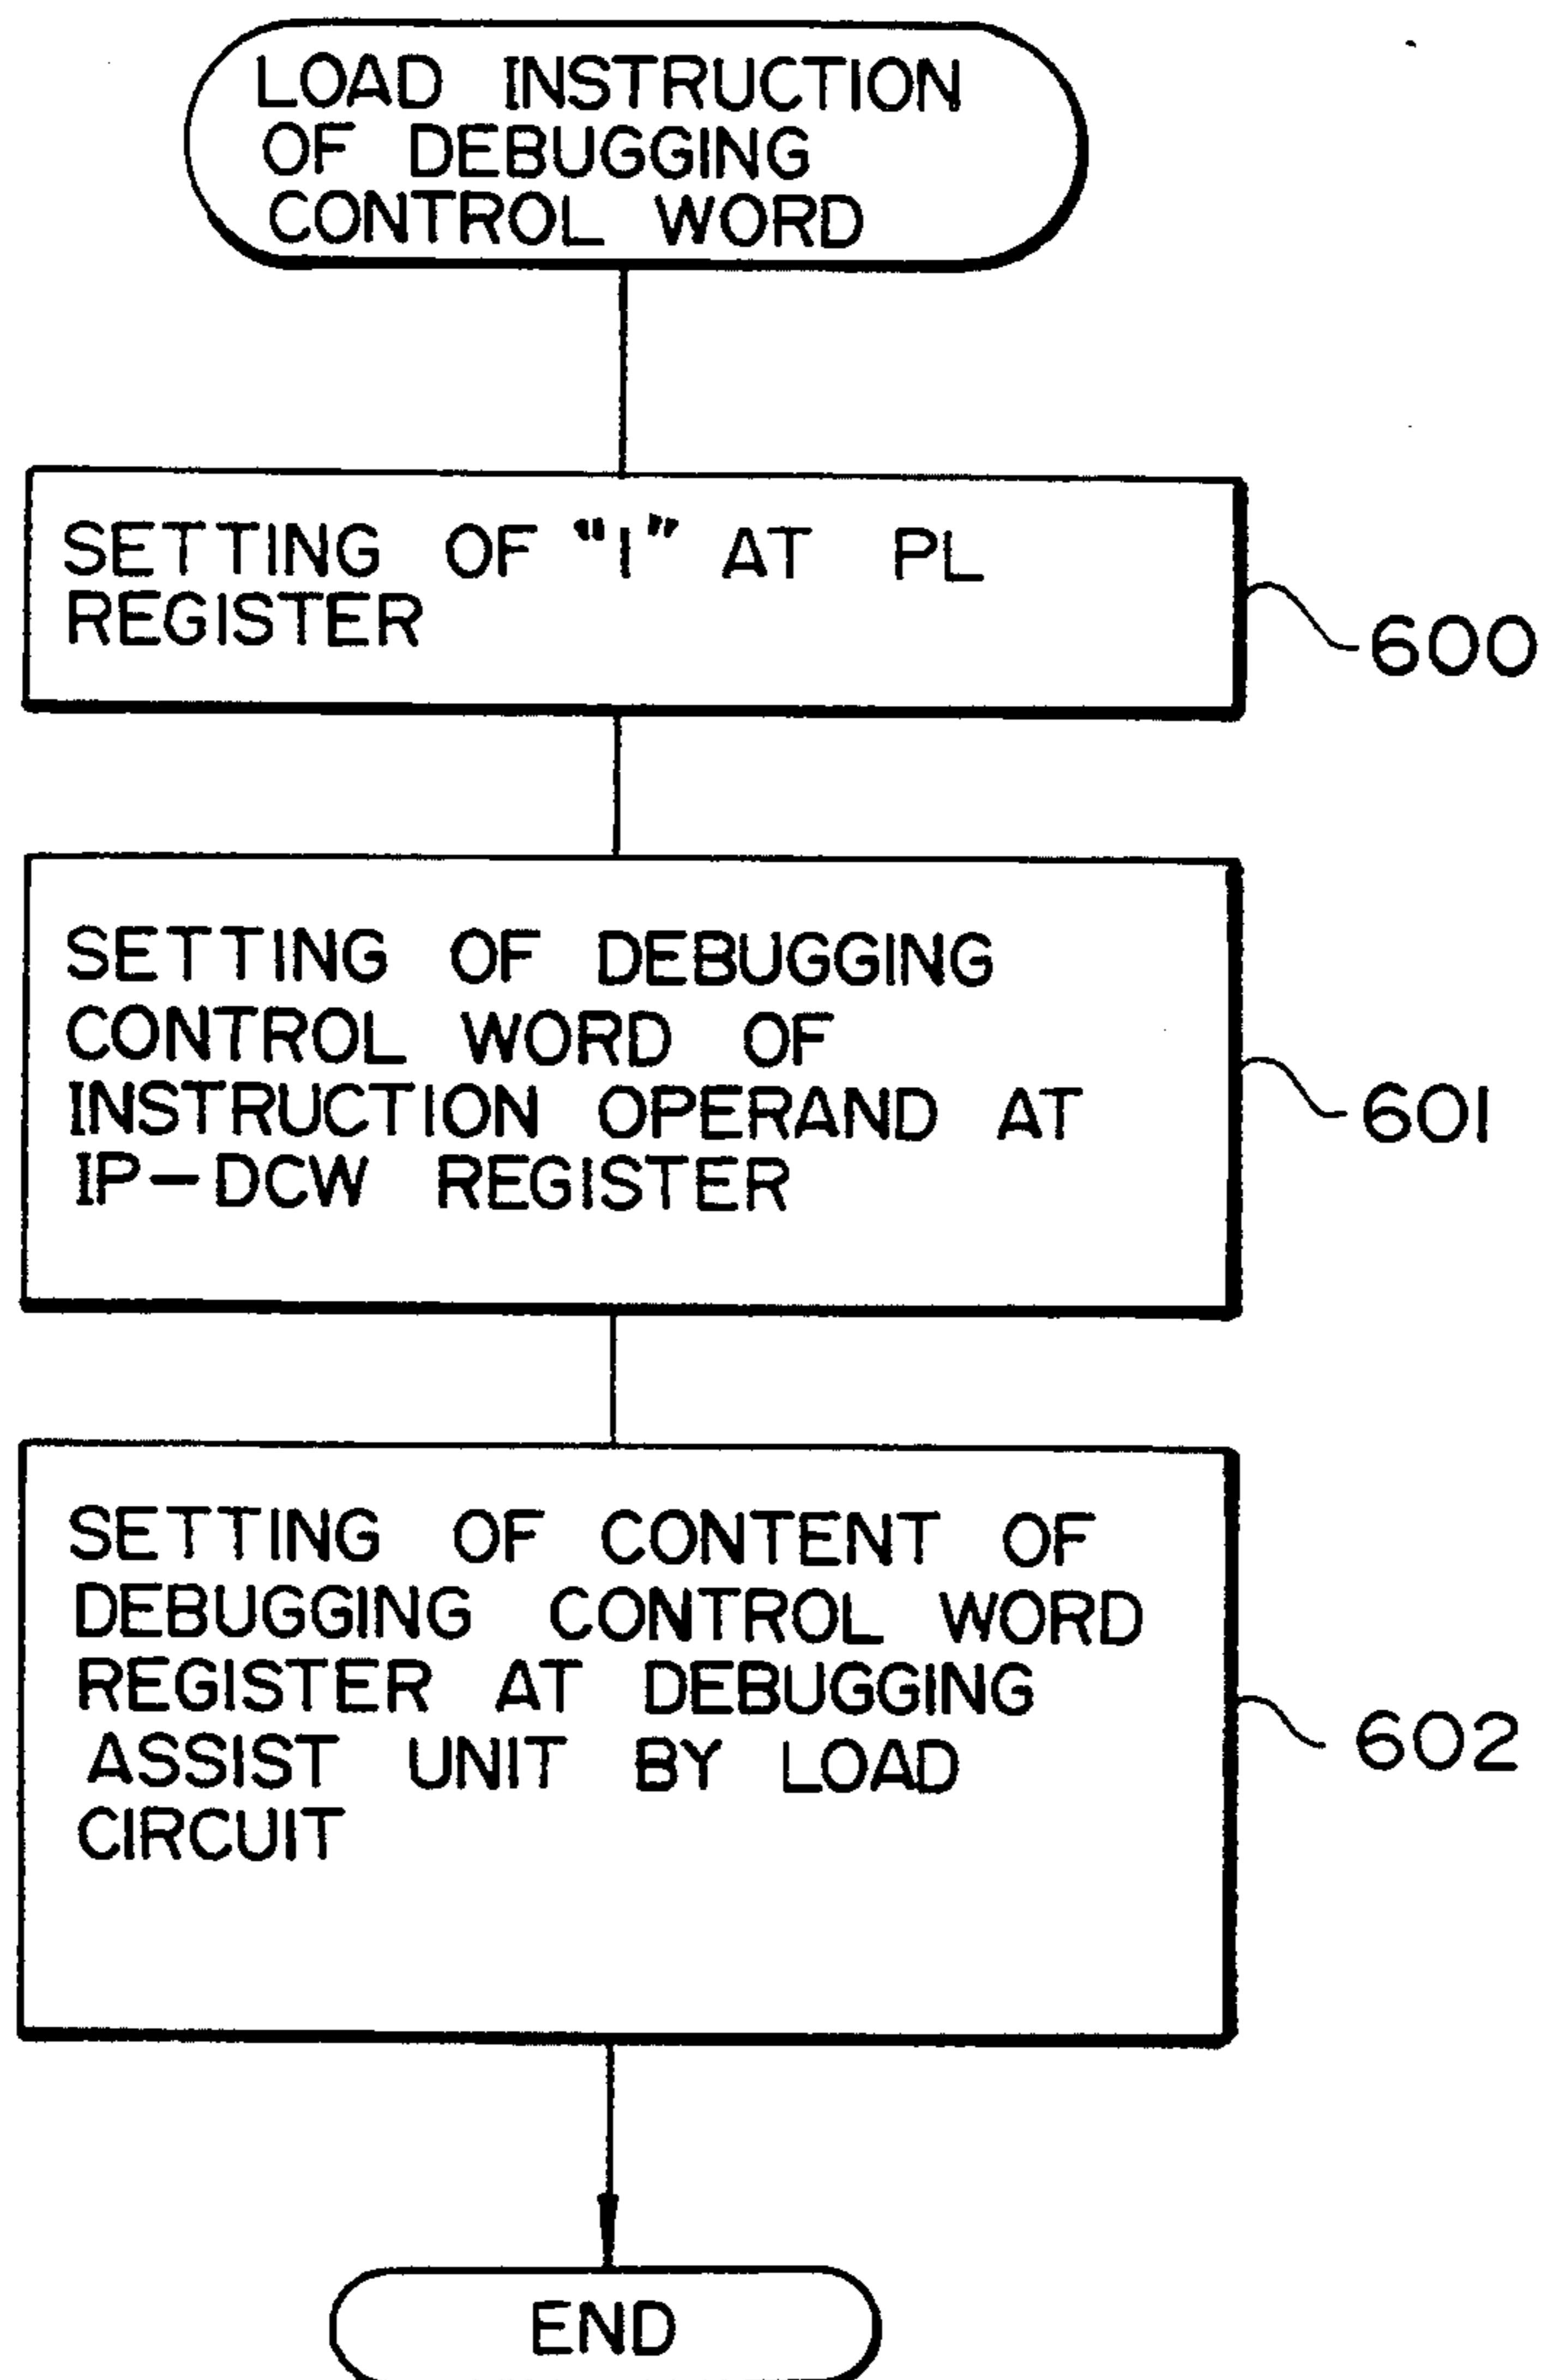 LOAD INSTRUCTION
OF DEBUGGING
CONTROL WORD
SETTING OF "1" AT PL
REGISTER
600
SETTING OF DEBUGGING
CONTROL WORD OF
INSTRUCTION OPERAND AT
IP-DCW REGISTER
601
SETTING OF CONTENT OF
DEBUGGING CONTROL WORD
REGISTER AT DEBUGGING
ASSIST UNIT BY LOAD
CIRCUIT
602
END